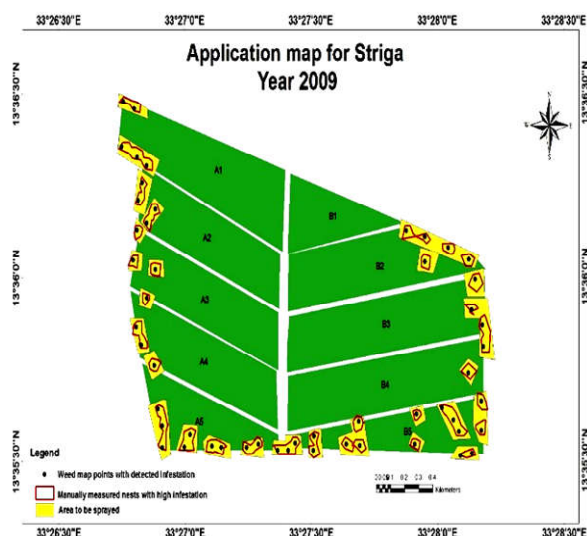 33°26'30"E 33°27'0"E 33°27'30"E 33°28'0"E 33°28'30"E
Application map for Striga
Year 2009
13°36'30"N
13°36'30"N
A1
B1
A2
B2
13°36'0"N
13°36'0"N
A3
B3
A4
B4
A5
B5
13°35'30"N
13°35'30"N
Legend
Weed map points with detected infestation
Manually measured nests with high infestation
Area to be sprayed
Kilometers
33°26'30"E 33°27'0"E 33°27'30"E 33°28'0"E 33°28'30"E